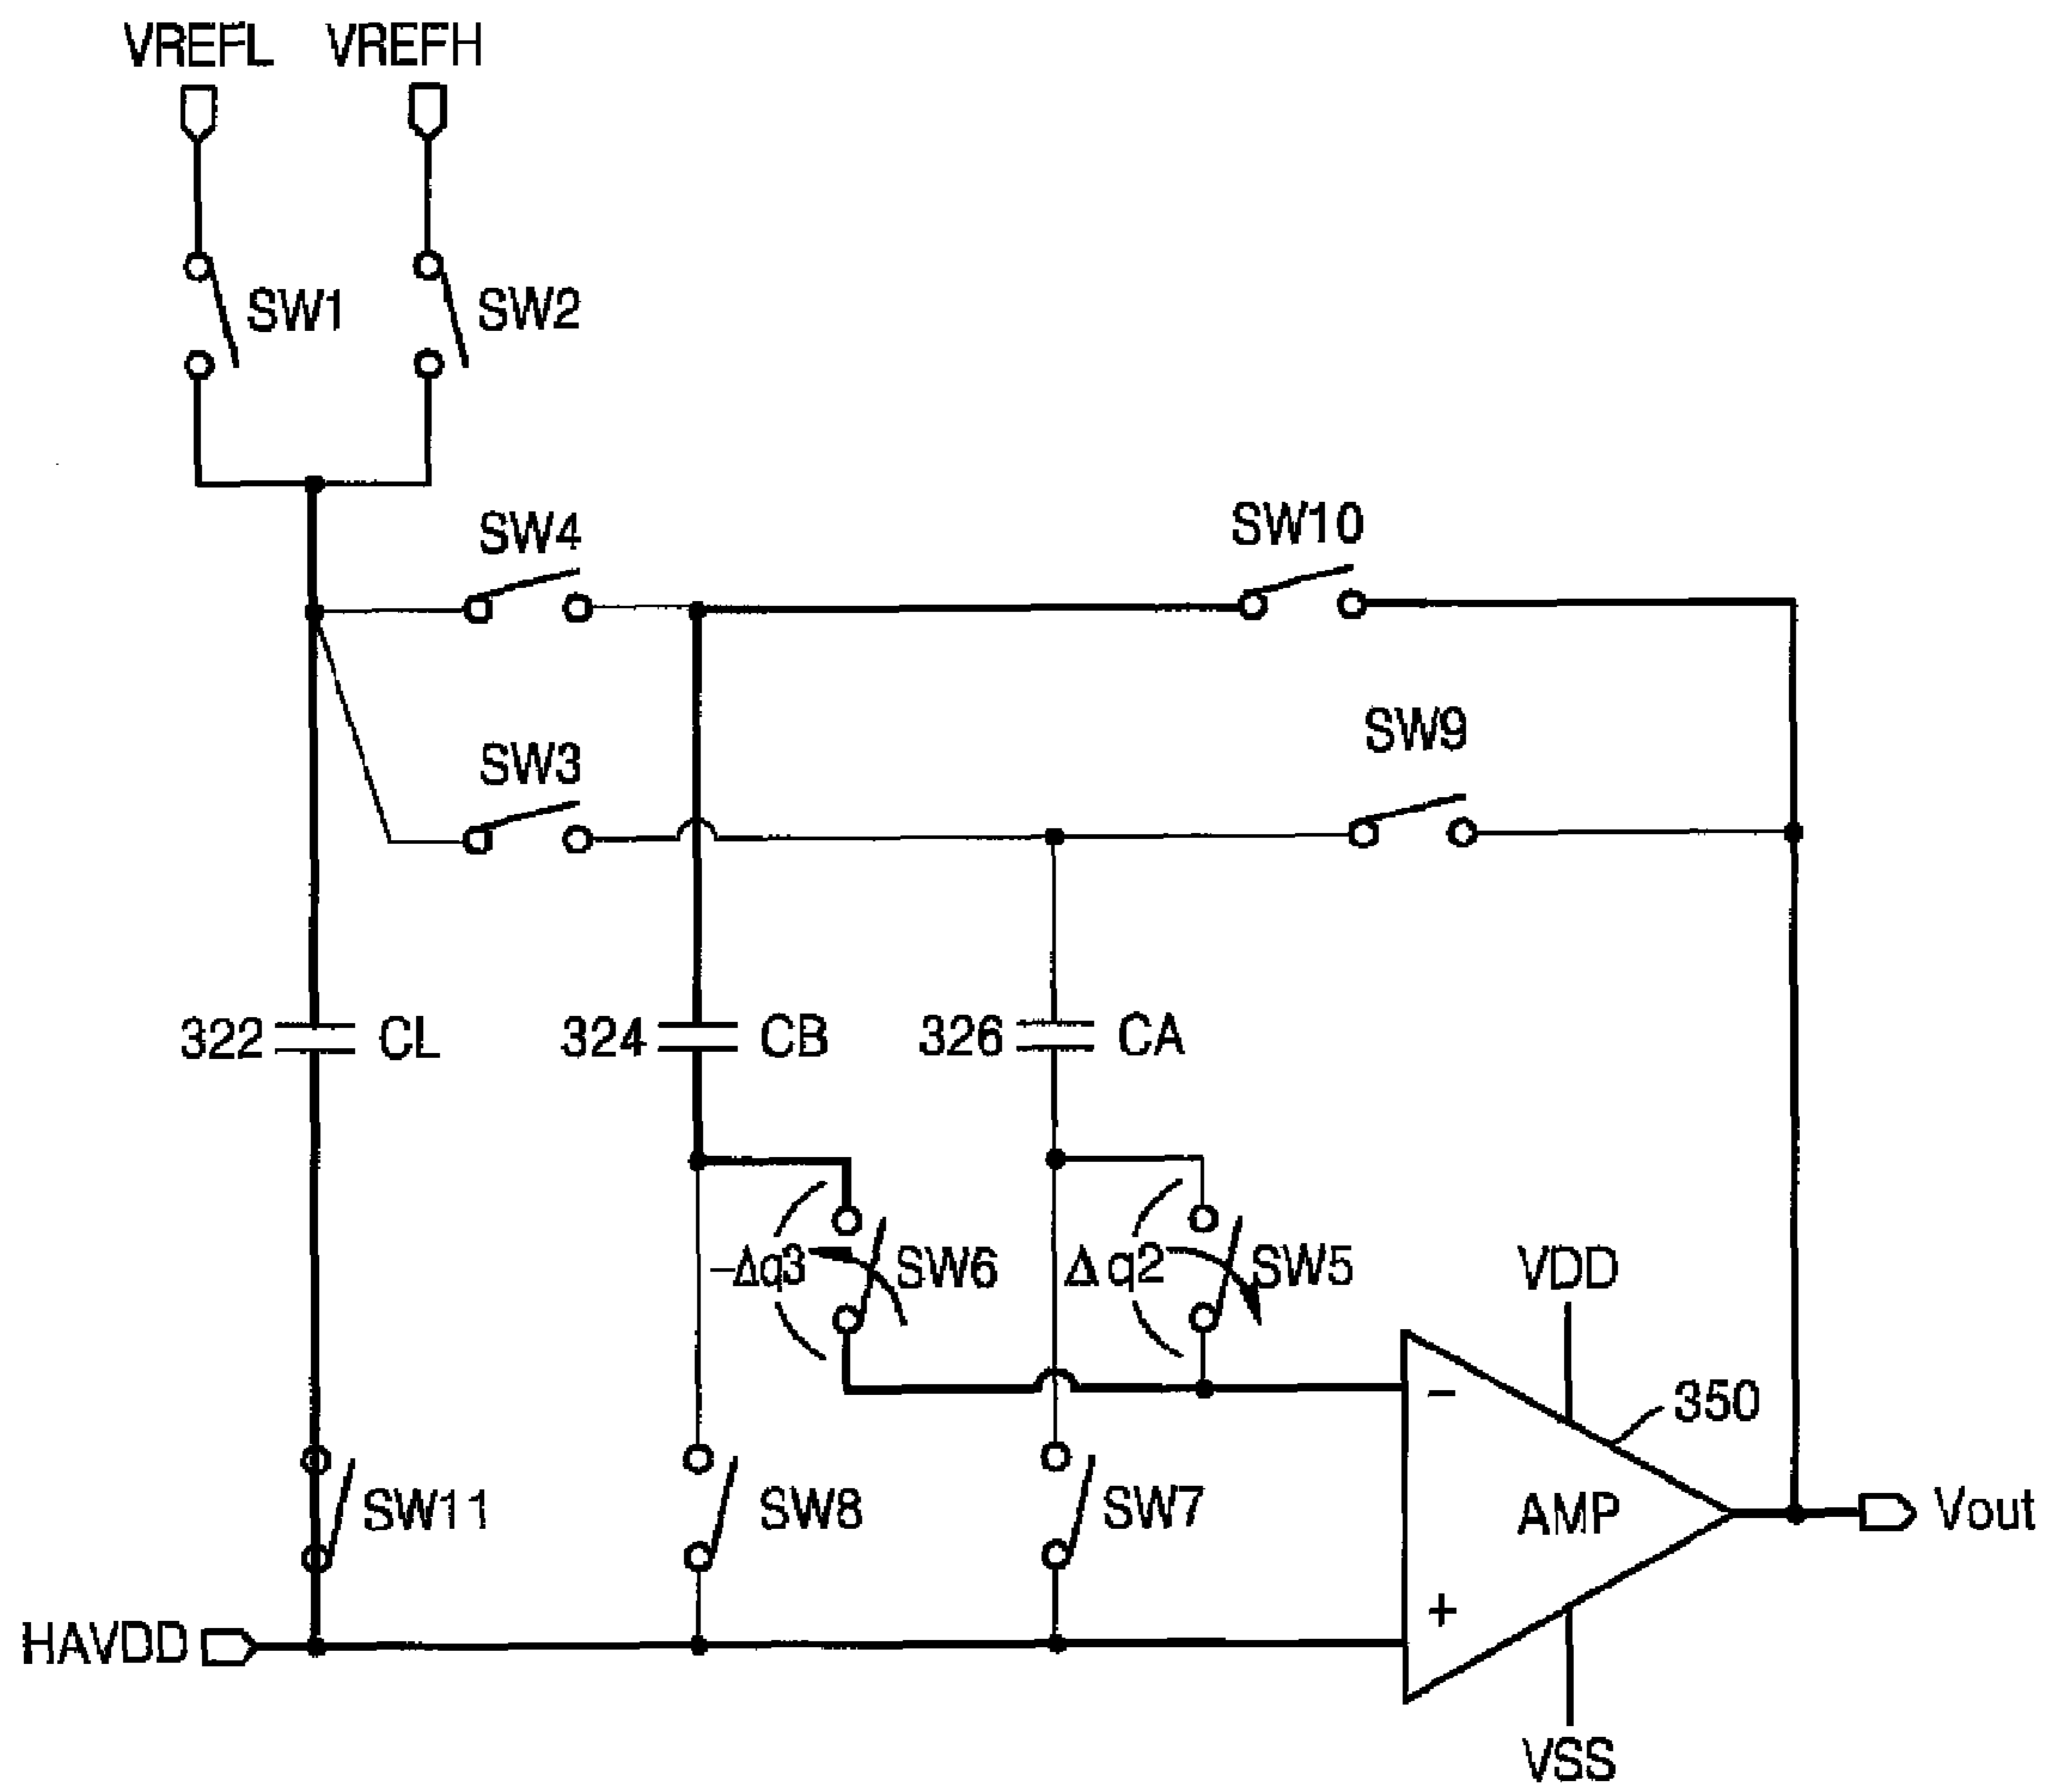 VREFL VREFH
SW1 SW2
SW4 SW10
SW3 SW9
322 CL 324 CB 326 CA
-Δq3 SW6 Δq2 SW5 VDD
350
SW11 SW8 SW7 AMP Vout
-
+
HAVDD
VSS